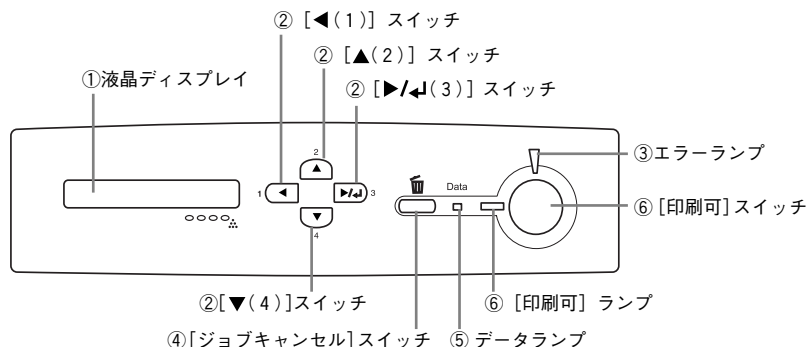 ② [◀(1)] スイッチ
② [▲(2)] スイッチ
①液晶ディスプレイ
② [▶/↵(3)] スイッチ
2
③エラーランプ
Data
1
3
⑥[印刷可]スイッチ
4
②[▼(4)]スイッチ
⑥ [印刷可] ランプ
④[ジョブキャンセル]スイッチ ⑤データランプ